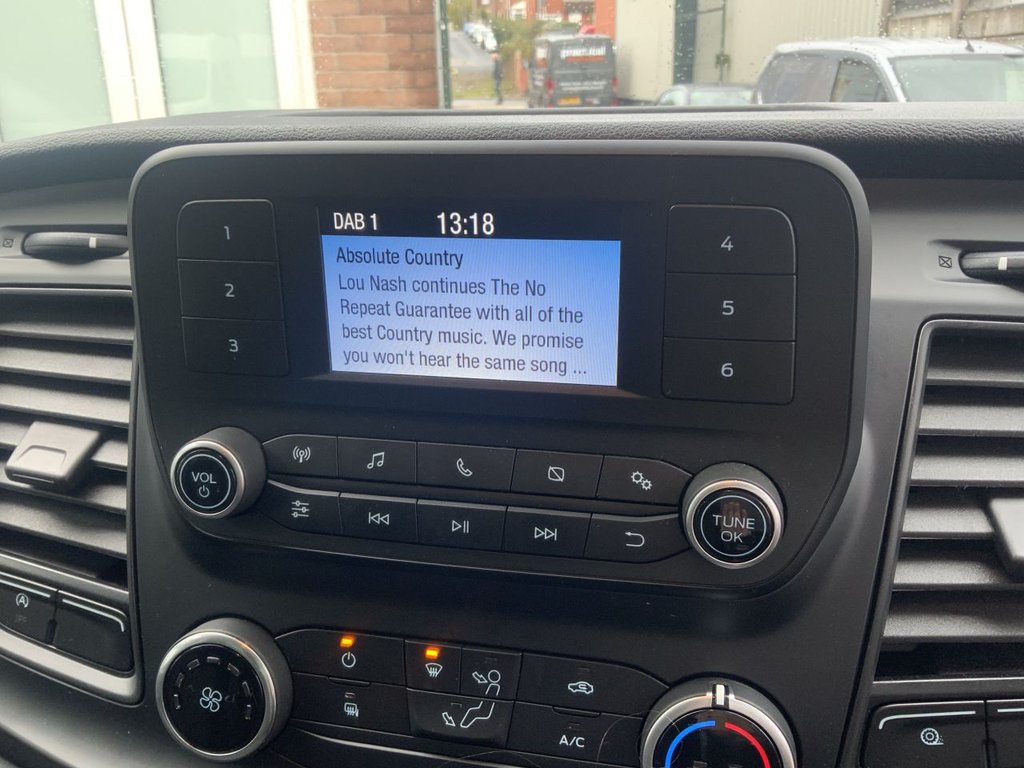 DAB 1 13:18
Absolute Country
Lou Nash continues The No
Repeat Guarantee with all of the
best Country music. We promise
you won't hear the same song ...
1
2
3
4
5
6
VOL
TUNE
OK
A/C